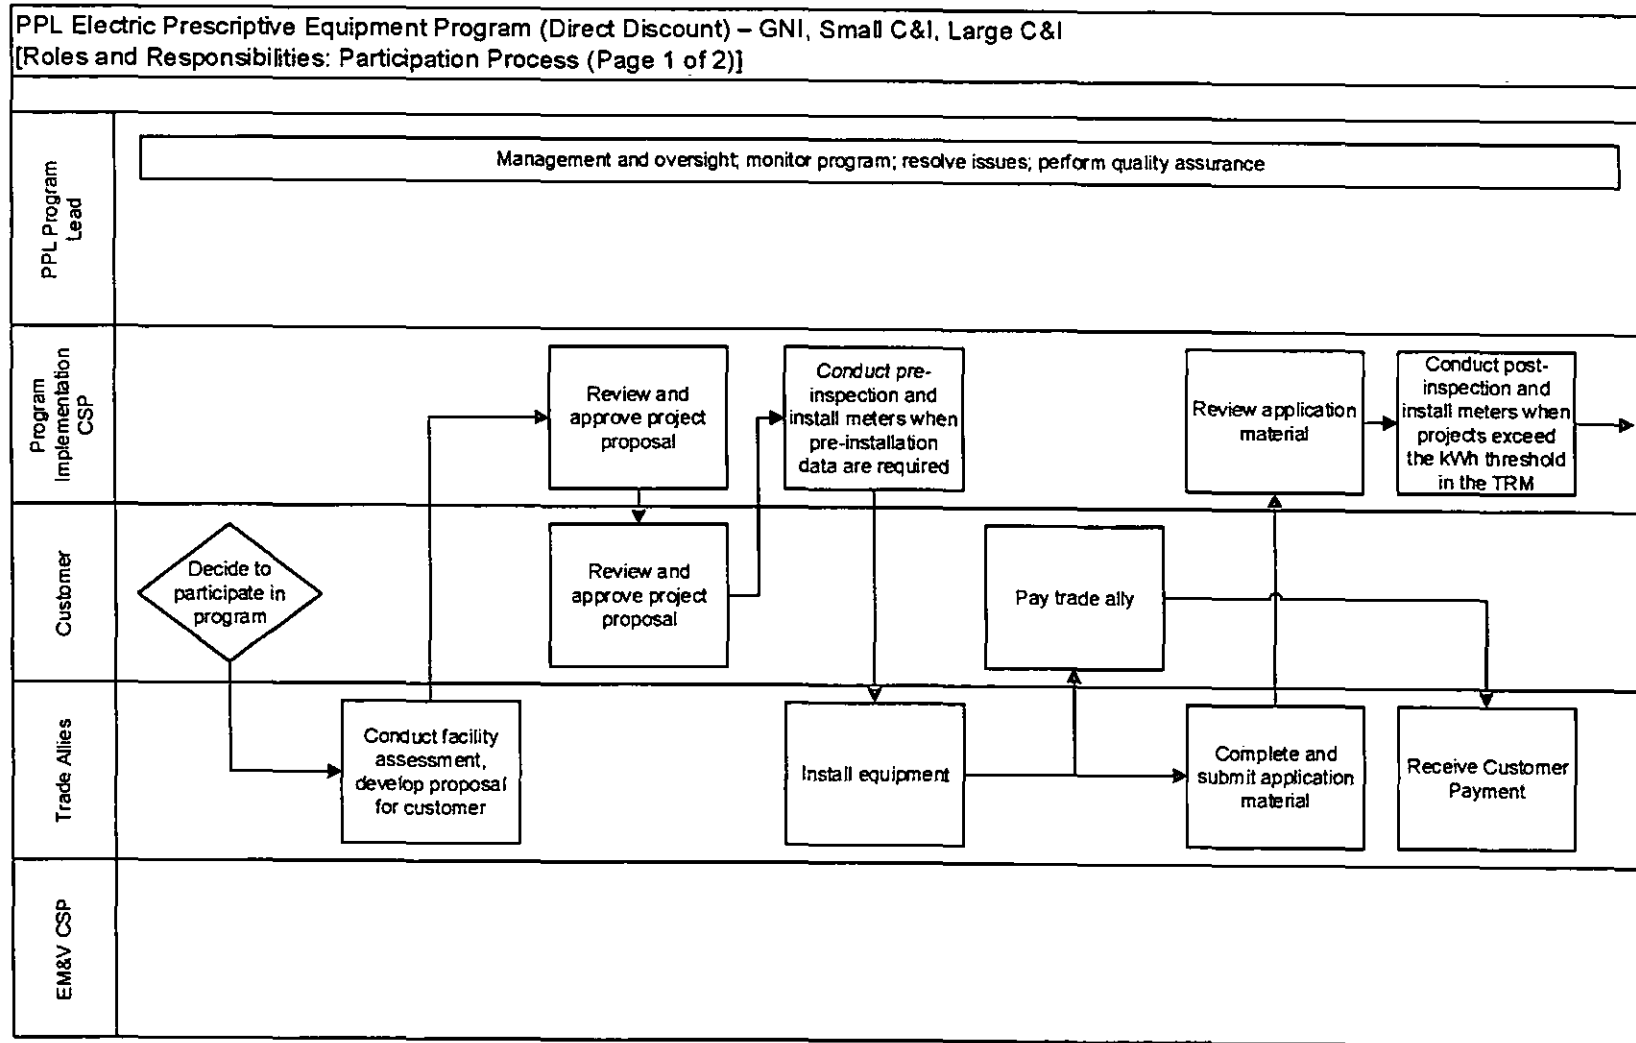 PPL Electric Prescriptive Equipment Program (Direct Discount) – GNI, Small C&I, Large C&I
[Roles and Responsibilities: Participation Process (Page 1 of 2)]
PPL Program
Lead
Management and oversight; monitor program; resolve issues; perform quality assurance
Program
Implementation
CSP
Review and
approve project
proposal
Conduct pre-
inspection and
install meters when
pre-installation
data are required
Review application
material
Conduct post-
inspection and
install meters when
projects exceed
the kWh threshold
in the TRM
Customer
Decide to
participate in
program
Review and
approve project
proposal
Pay trade ally
Trade Allies
Conduct facility
assessment,
develop proposal
for customer
Install equipment
Complete and
submit application
material
Receive Customer
Payment
EM&V CSP